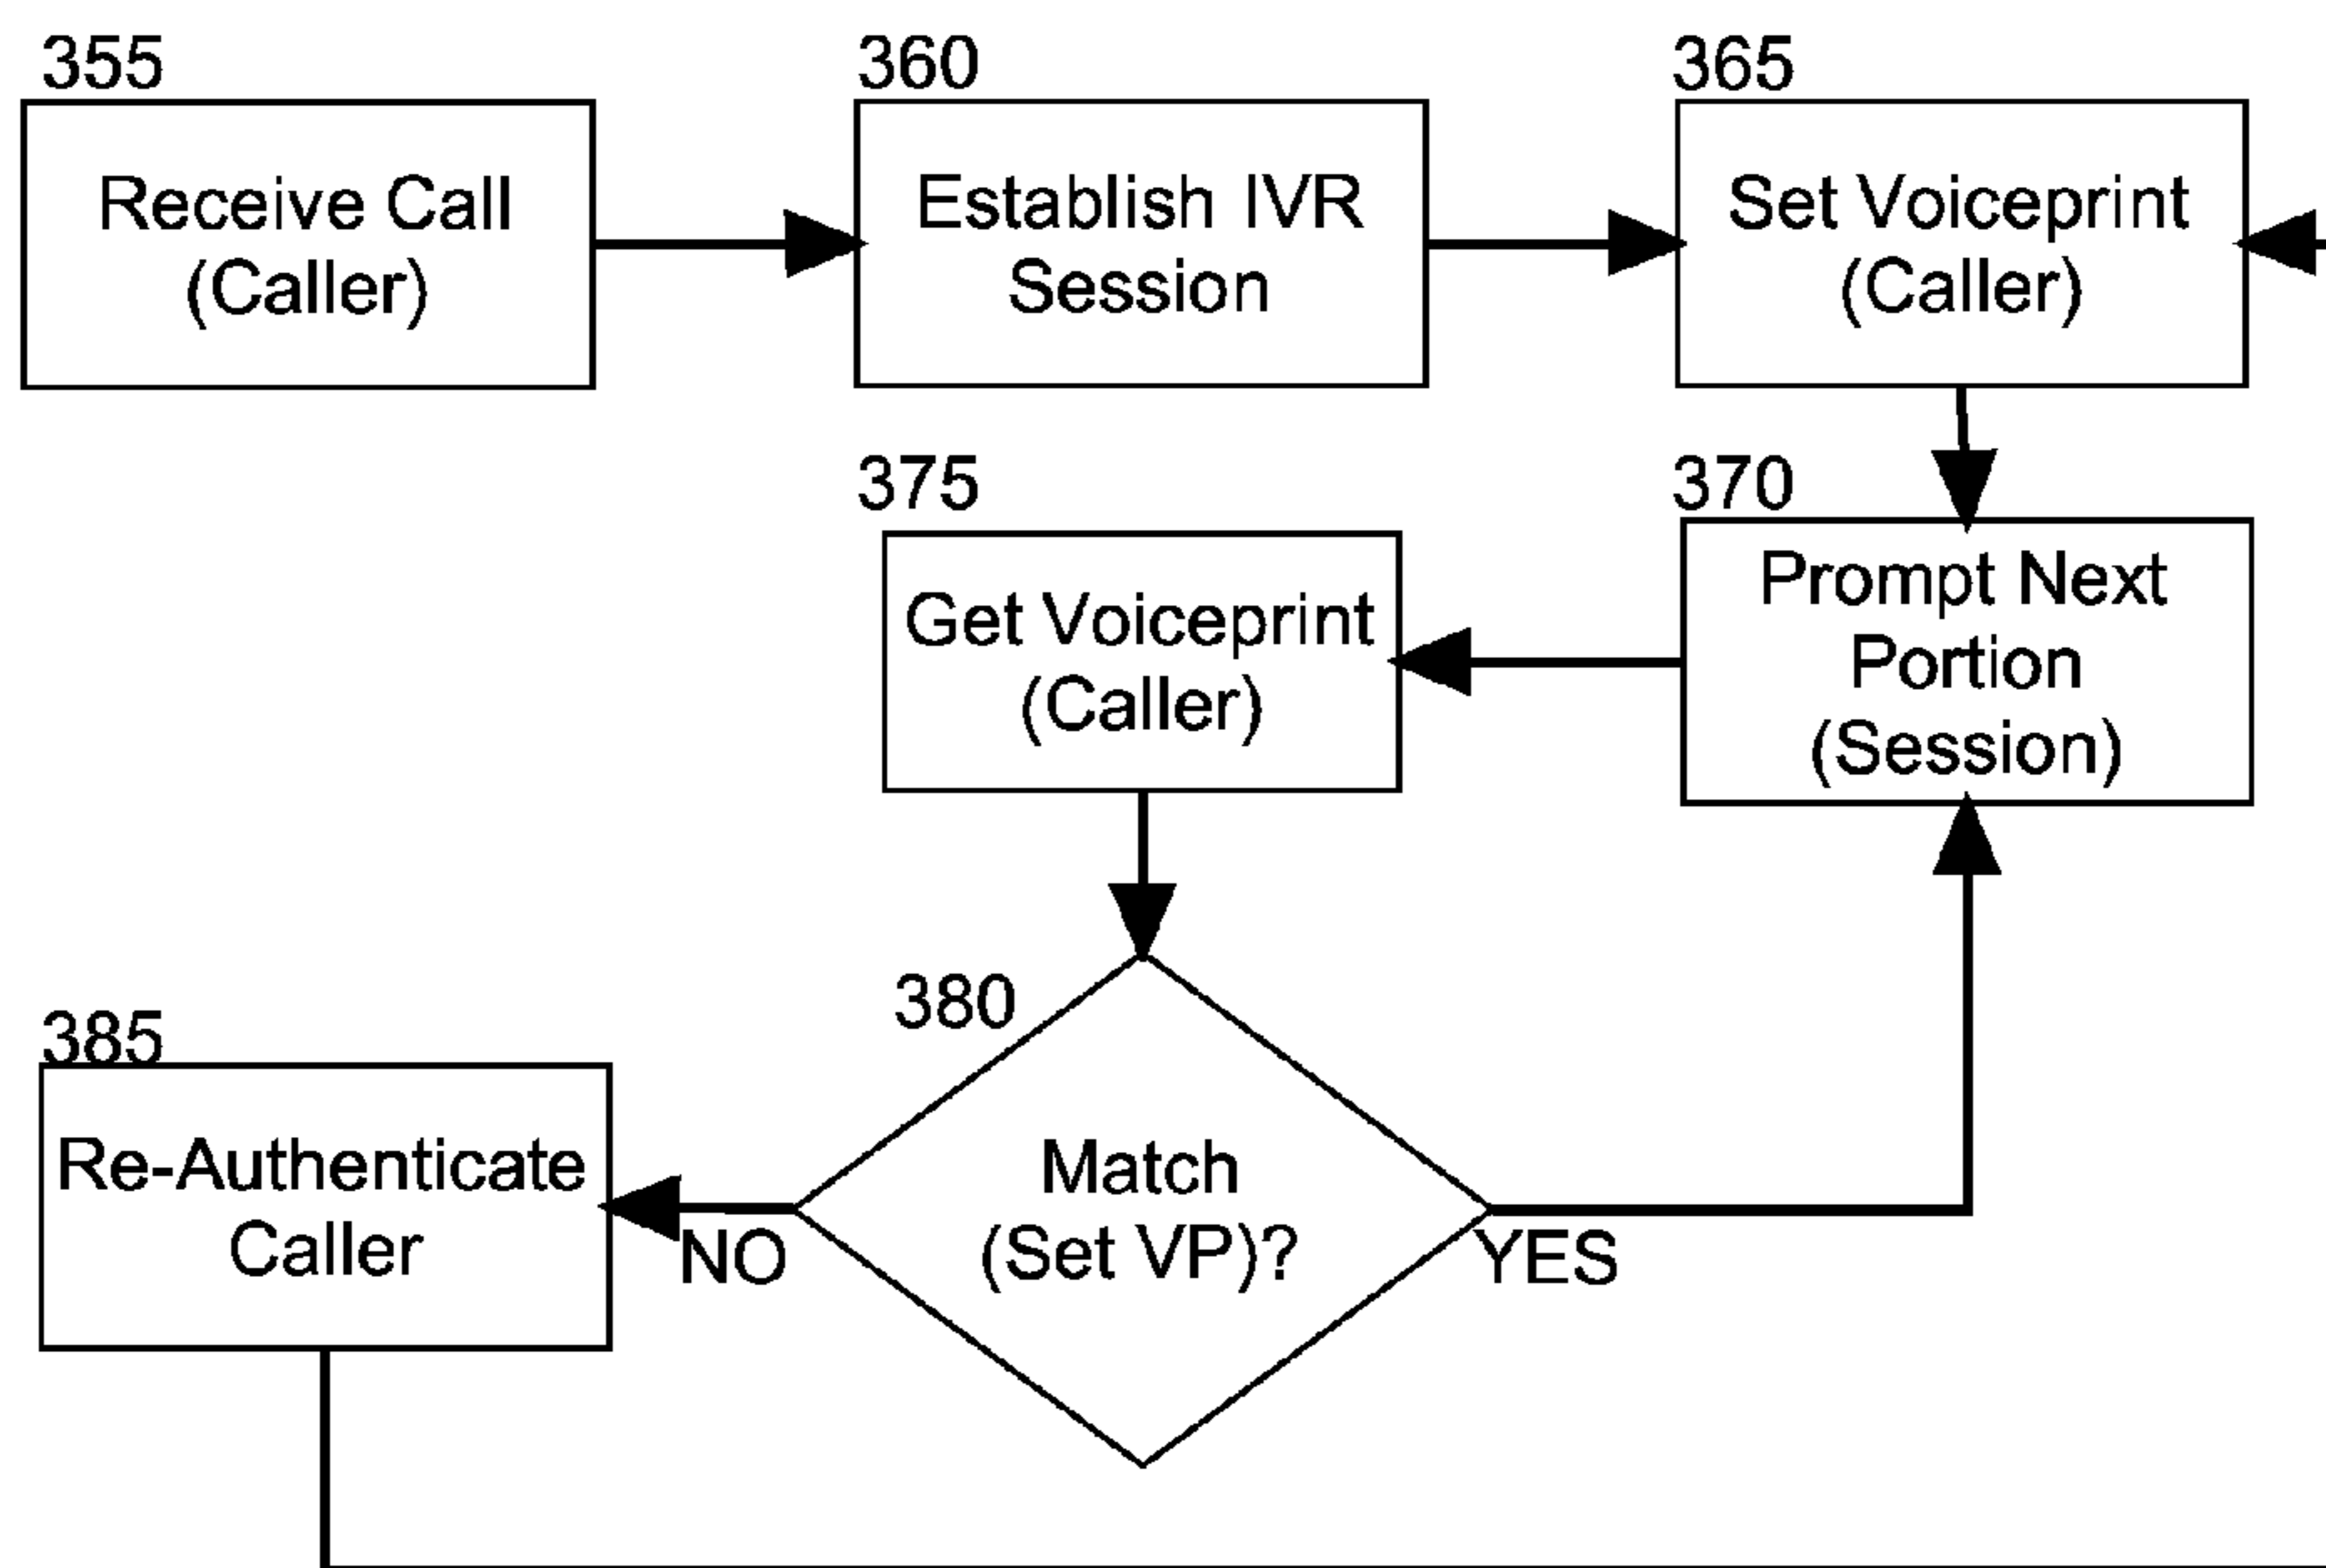 355
Receive Call
(Caller)
360
Establish IVR
Session
365
Set Voiceprint
(Caller)
370
Prompt Next
Portion
(Session)
375
Get Voiceprint
(Caller)
380
Match
(Set VP)?
NO
YES
385
Re-Authenticate
Caller